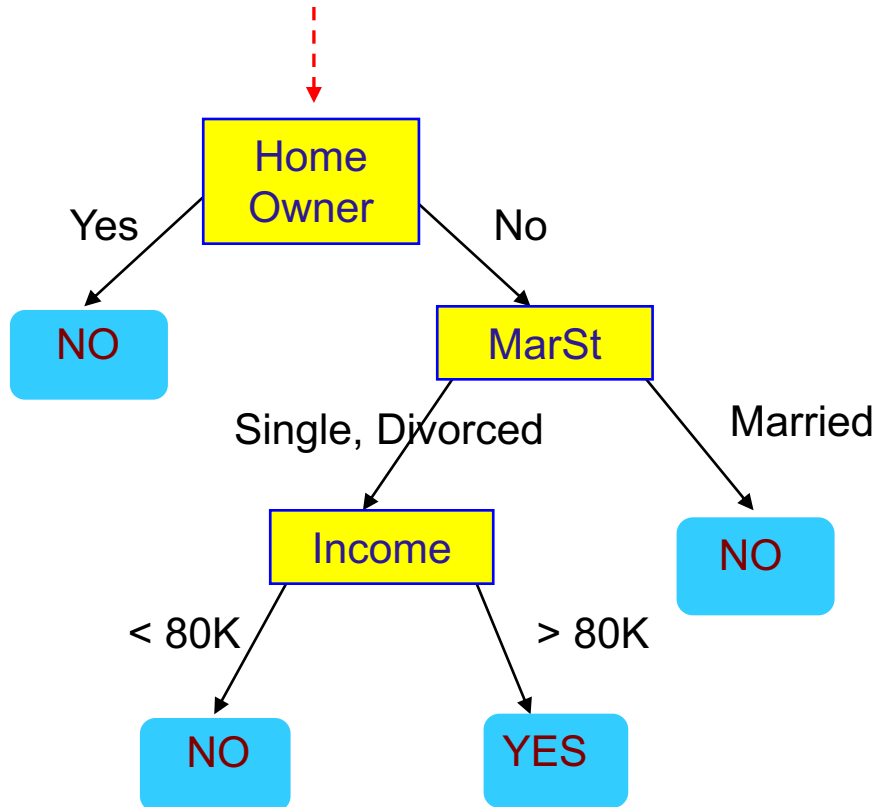 Home
Owner
Yes
No
NO
MarSt
Single, Divorced
Married
Income
NO
< 80K
> 80K
NO
YES